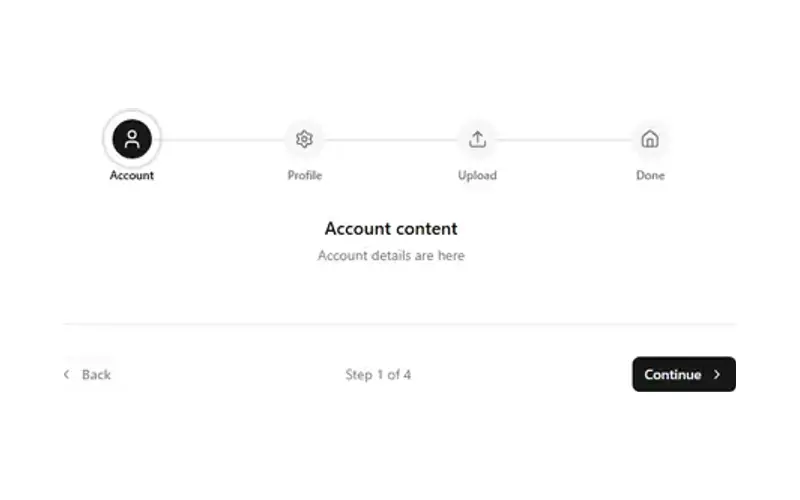 Account
Profile
Upload
Done
Account content
Account details are here
Back
Step 1 of 4
Continue